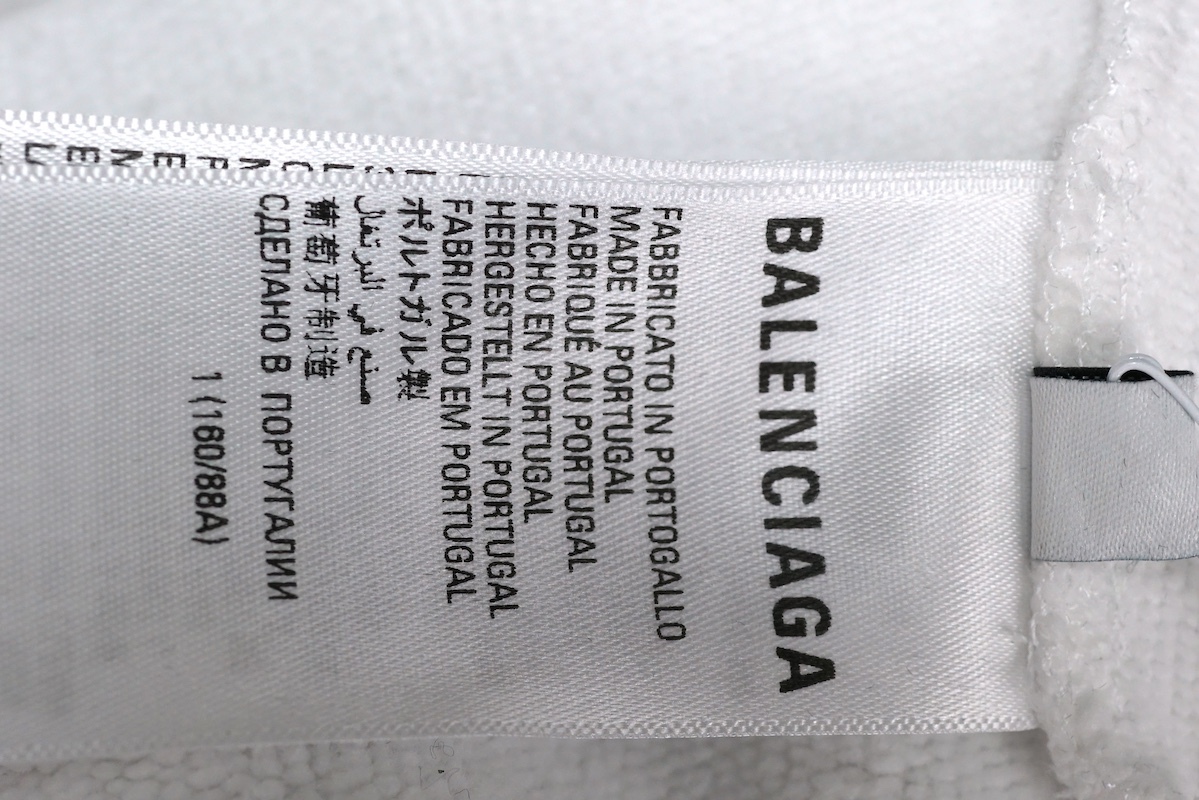 BALENCIAGA
FABBRICATO IN PORTOGALLO
MADE IN PORTUGAL
FABRIQUÉ AU PORTUGAL
HECHO EN PORTUGAL
HERGESTELLT IN PORTUGAL
FABRICADO EM PORTUGAL
ポルトガル製
صنع في البرتغال
葡萄牙制造
СДЕЛАНО В ПОРТУГАЛИИ
1 (160/88A)